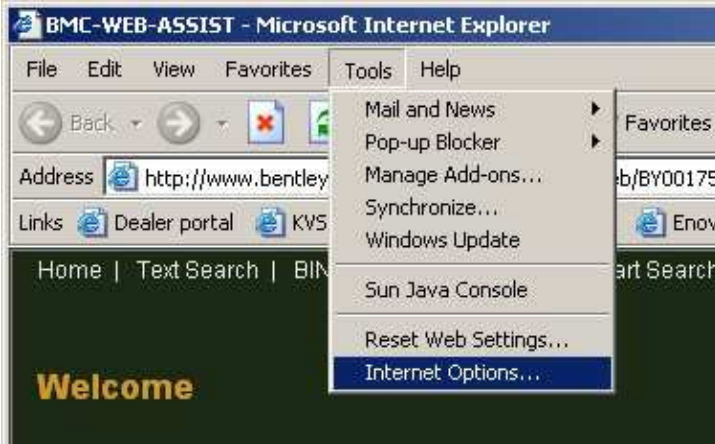 BMC-WEB-ASSIST - Microsoft Internet Explorer
File Edit View Favorites Tools Help
Back Favorites
Mail and News
Pop-up Blocker
Address http://www.bentley eb/BY00175
Manage Add-ons...
Synchronize...
Links Dealer portal KVS Enov
Windows Update
Home | Text Search | BIN art Search
Sun Java Console
Reset Web Settings...
Internet Options...
Welcome